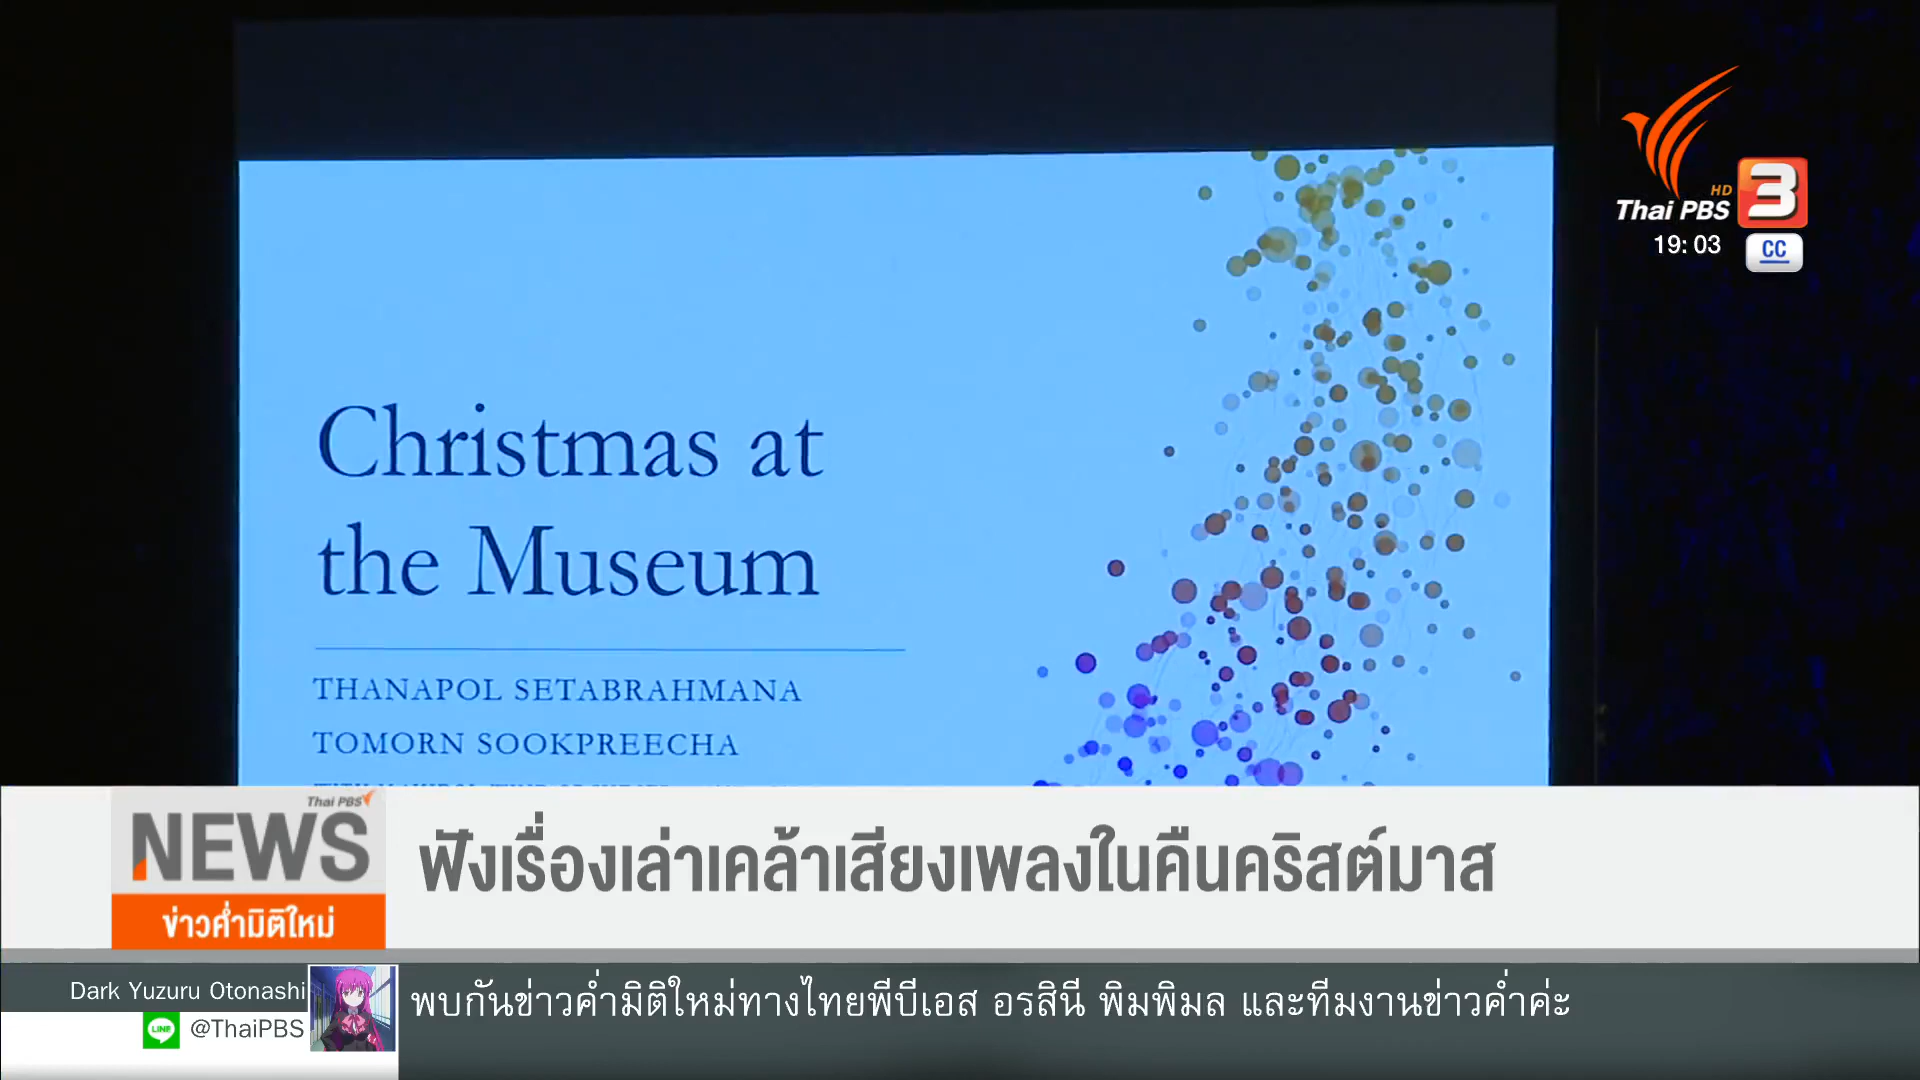 HD
Thai PBS
3
19:03
CC
Christmas at
the Museum
THANAPOL SETABRAHMANA
TOMORN SOOKPREECHA
Thai PBS
NEWS
ข่าวค่ำมิติใหม่
ฟังเรื่องเล่าเคล้าเสียงเพลงในคืนคริสต์มาส
Dark Yuzuru Otonashi
LINE
@ThaiPBS
พบกันข่าวค่ำมิติใหม่ทางไทยพีบีเอส อรสินี พิมพิมล และทีมงานข่าวค่ำค่ะ